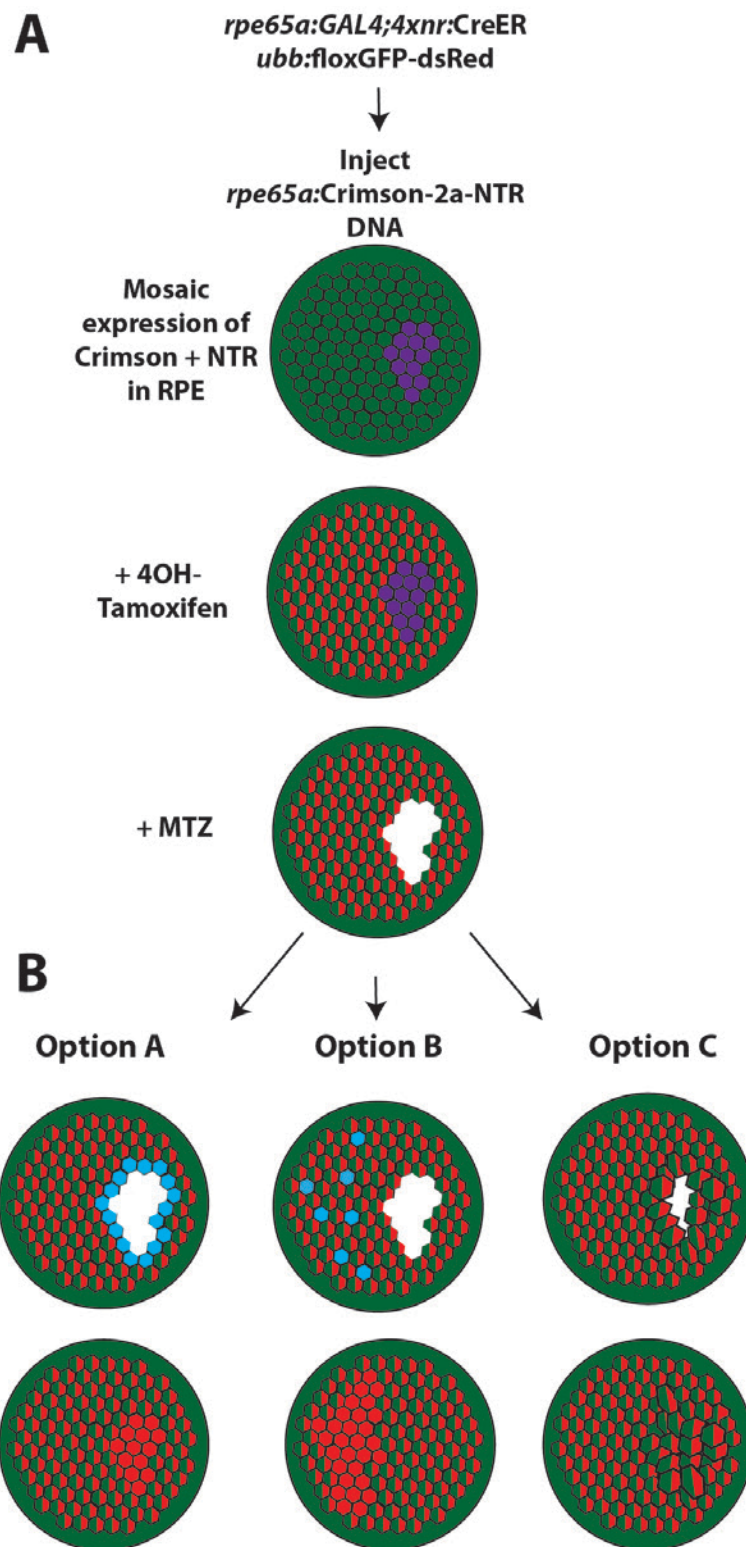 A
rpe65a:GAL4;4xnr:CreER
ubb:floxGFP-dsRed
Inject
rpe65a:Crimson-2a-NTR
DNA
Mosaic
expression of
Crimson + NTR
in RPE
+ 4OH-
Tamoxifen
+ MTZ
B
Option A
Option B
Option C